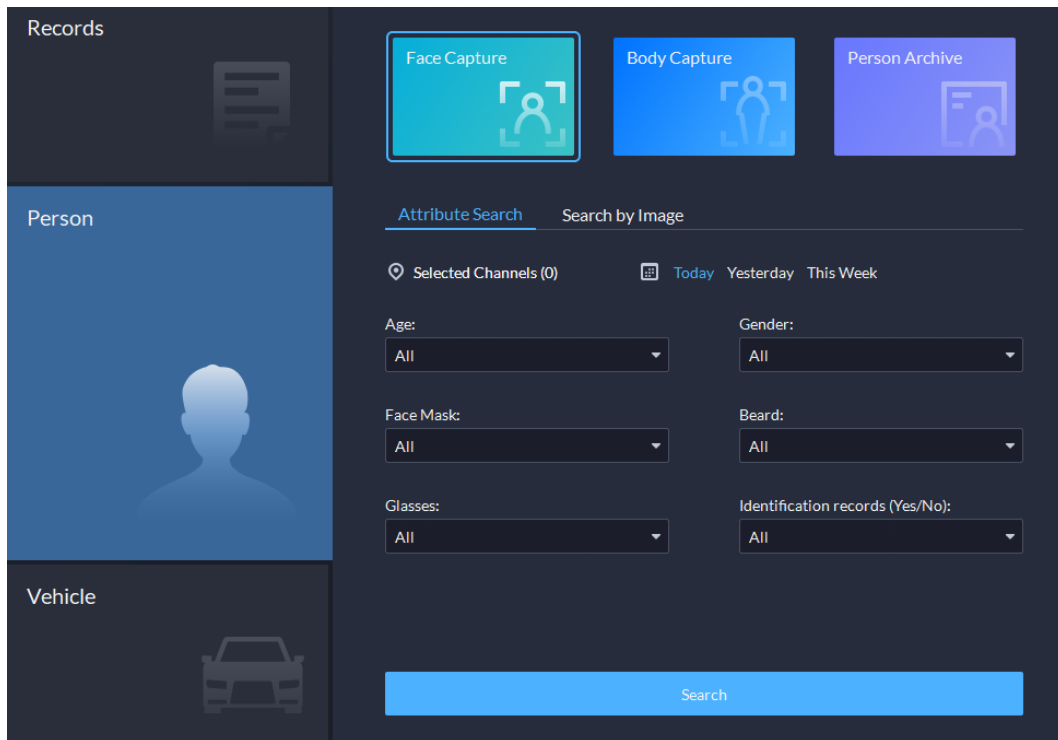 Records
Person
Vehicle
Face Capture
Body Capture
Person Archive
Attribute Search
Search by Image
Selected Channels (0)
Today Yesterday This Week
Age:
All
Gender:
All
Face Mask:
All
Beard:
All
Glasses:
All
Identification records (Yes/No):
All
Search